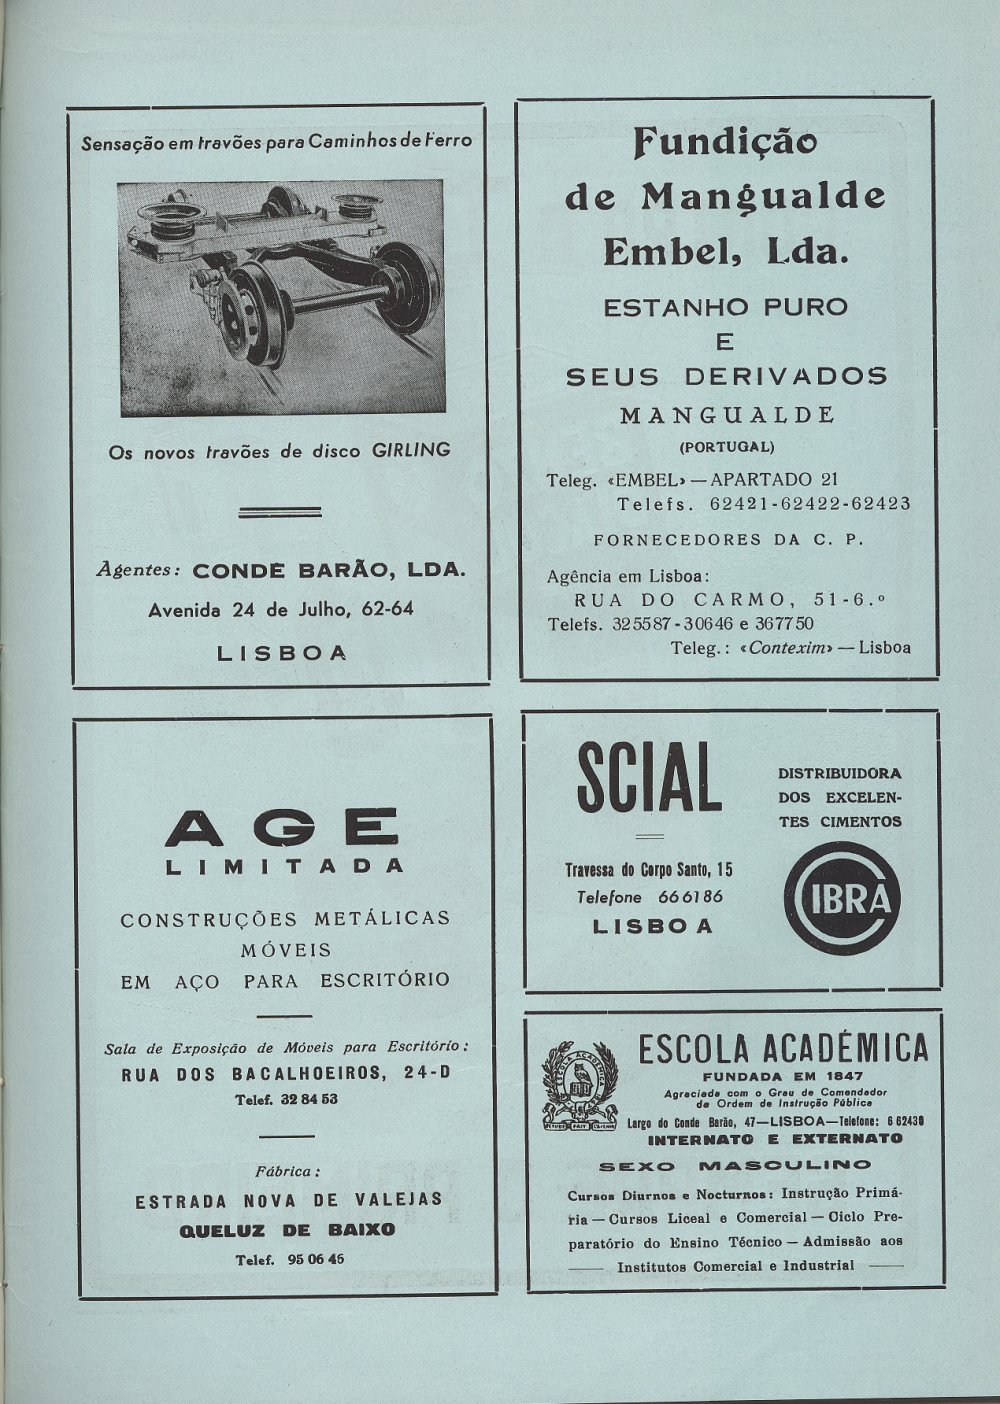 Sensação em travões para Caminhos de Ferro
Os novos travões de disco GIRLING
Agentes: CONDE BARÃO, LDA.
Avenida 24 de Julho, 62-64
LISBOA
Fundição
de Mangualde
Embel, Lda.
ESTANHO PURO
E
SEUS DERIVADOS
MANGUALDE
(PORTUGAL)
Teleg. «EMBEL» — APARTADO 21
Telefs. 62421-62422-62423
FORNECEDORES DA C. P.
Agência em Lisboa:
RUA DO CARMO, 51-6.º
Telefs. 325587-30646 e 367750
Teleg.: «Contexim» — Lisboa
AGE
LIMITADA
CONSTRUÇÕES METÁLICAS
MÓVEIS
EM AÇO PARA ESCRITÓRIO
Sala de Exposição de Móveis para Escritório:
RUA DOS BACALHOEIROS, 24-D
Telef. 32 84 53
Fábrica:
ESTRADA NOVA DE VALEJAS
QUELUZ DE BAIXO
Telef. 95 06 46
SCIAL
Travessa do Corpo Santo, 15
Telefone 666186
LISBOA
DISTRIBUIDORA
DOS EXCELEN-
TES CIMENTOS
CIBRA
ESCOLA ACADÉMICA
FUNDADA EM 1847
Agraciada com o Grau de Comendador
da Ordem de Instrução Pública
Largo do Conde Barão, 47—LISBOA—Telefone: 6 62430
INTERNATO E EXTERNATO
SEXO MASCULINO
Cursos Diurnos e Nocturnos: Instrução Primá-
ria — Cursos Liceal e Comercial — Ciclo Pre-
paratório do Ensino Técnico — Admissão aos
Institutos Comercial e Industrial
ESCOLA ACADÉMICA